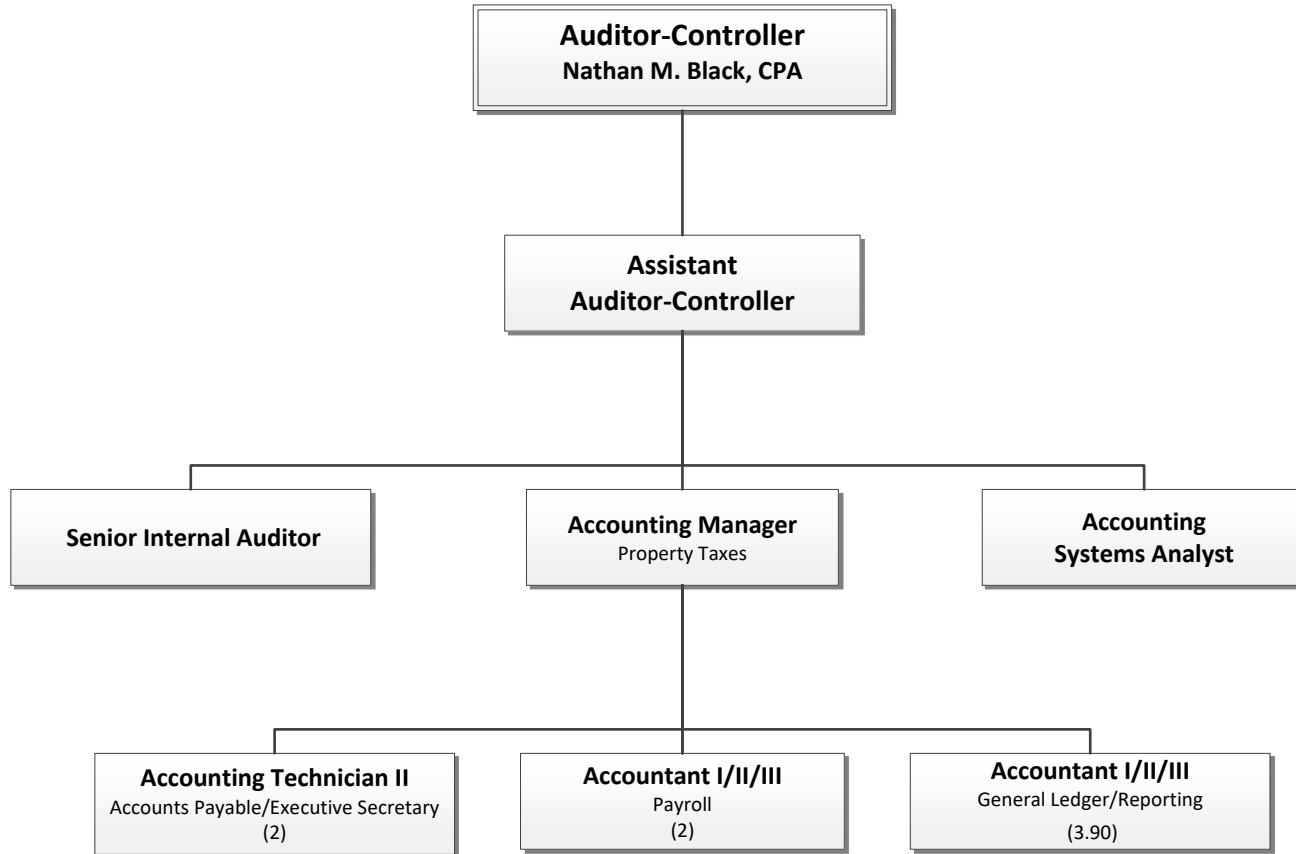 Auditor-Controller
Nathan M. Black, CPA
Assistant
Auditor-Controller
Senior Internal Auditor
Accounting Manager
Property Taxes
Accounting
Systems Analyst
Accounting Technician II
Accounts Payable/Executive Secretary
(2)
Accountant I/II/III
Payroll
(2)
Accountant I/II/III
General Ledger/Reporting
(3.90)